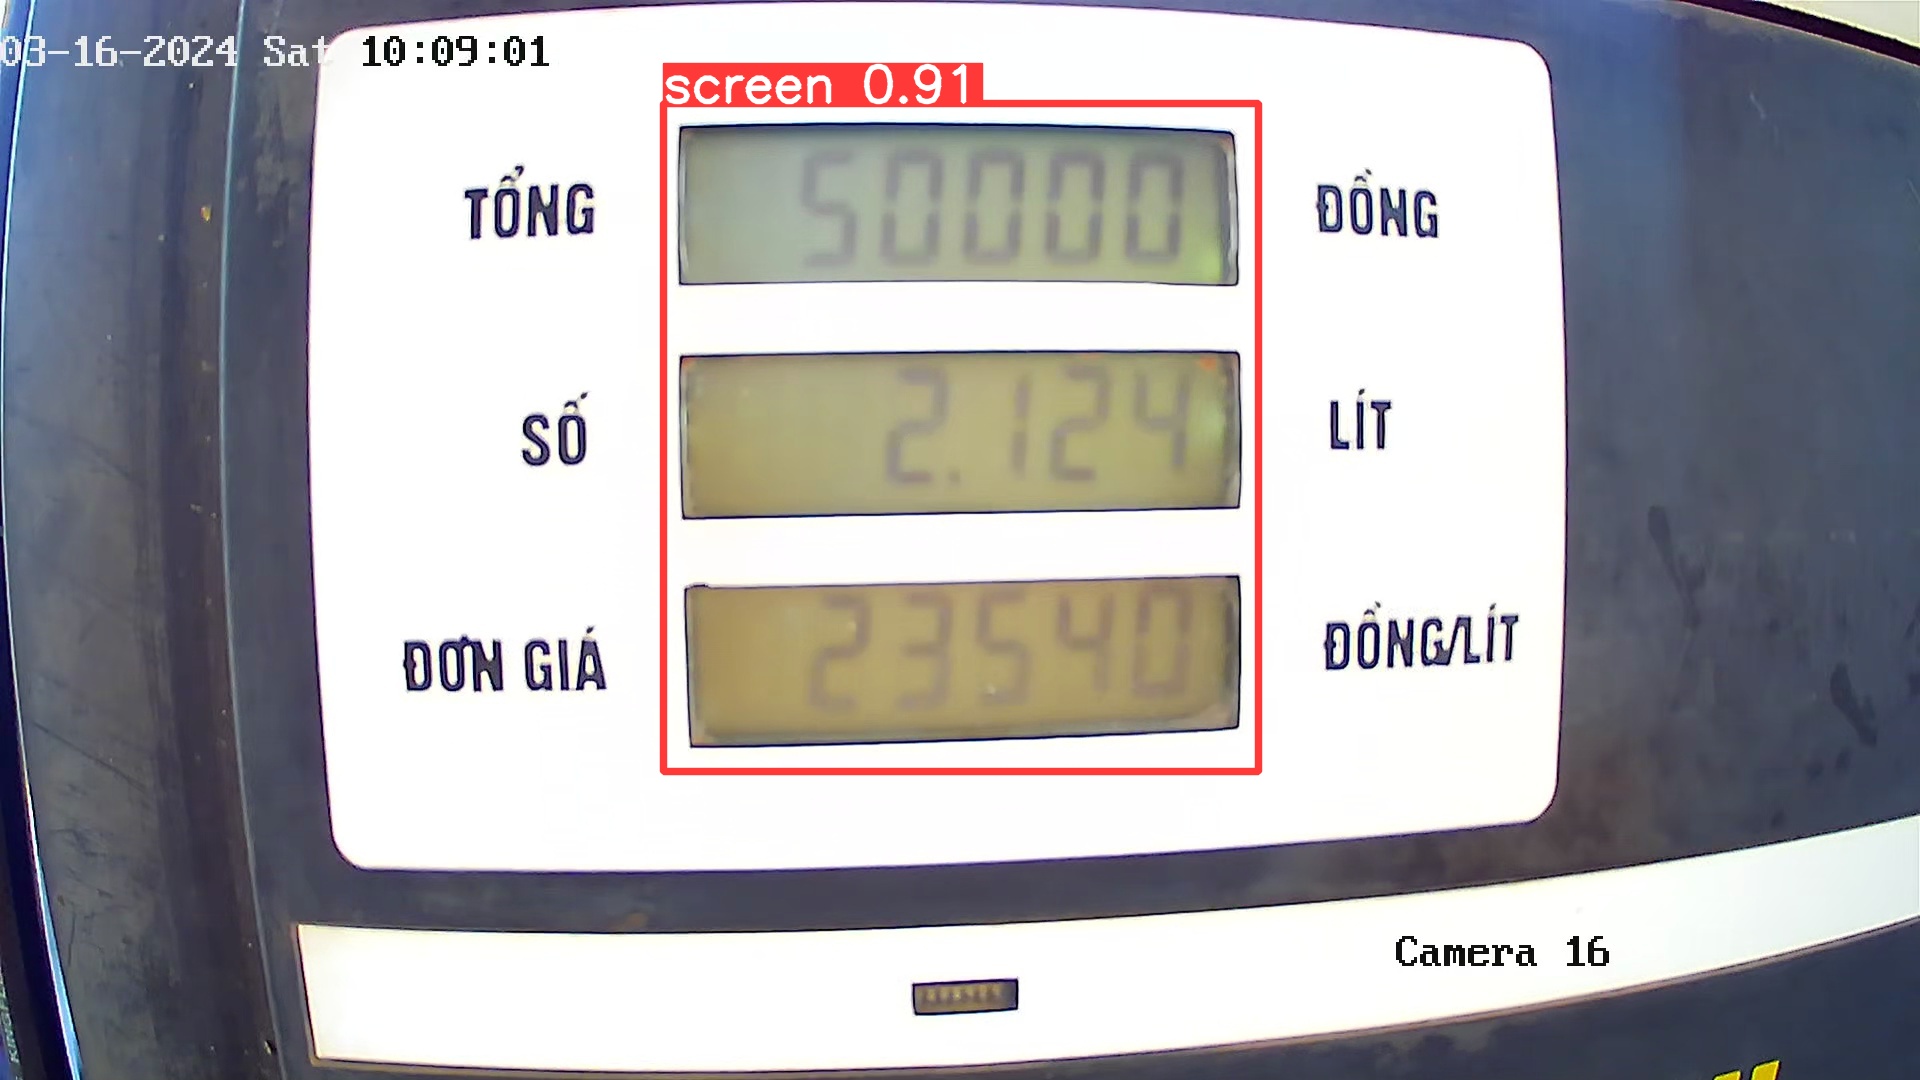 03-16-2024 Sat 10:09:01
screen 0.91
TỔNG 50000 ĐỒNG
SỐ 2.124 LÍT
ĐƠN GIÁ 23540 ĐỒNG/LÍT
Camera 16